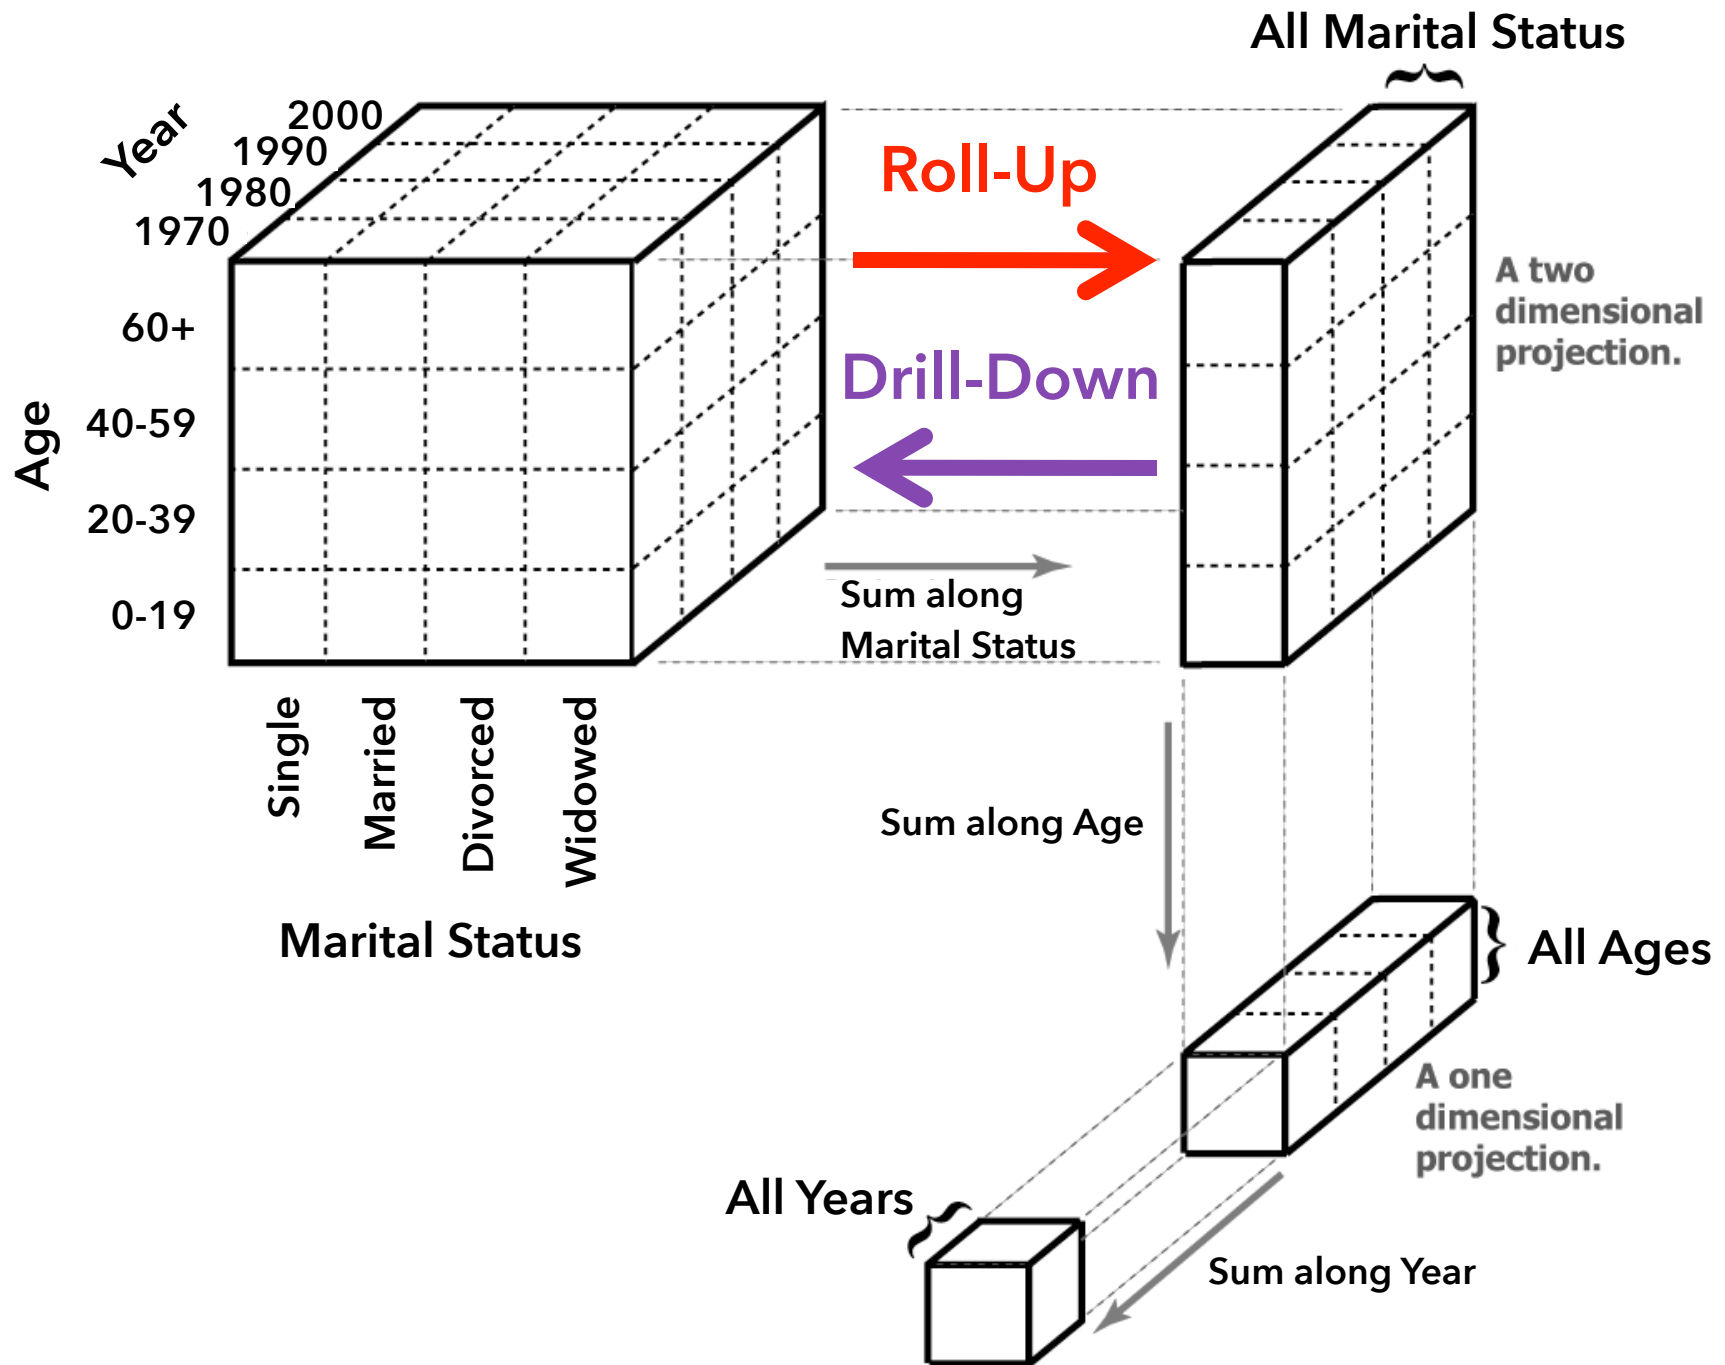 All Marital Status
Year
2000
1990
1980
1970
Roll-Up
A two
dimensional
projection.
Drill-Down
Age
60+
40-59
20-39
0-19
Sum along
Marital Status
Single
Married
Divorced
Widowed
Marital Status
Sum along Age
All Ages
A one
dimensional
projection.
All Years
Sum along Year